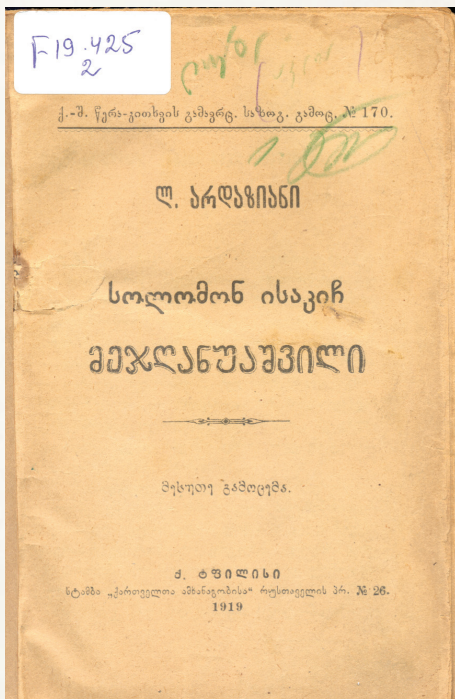 F19.425
2
ქ.-შ. წერა-კითხვის გამავრც. საზოგ. გამოც. № 170.
ლ. არდაზიანი
სოლომონ ისაკიჩ
მეჯღანუაშვილი
მესუთე გამოცემა.
ქ. ტფილისი
სტამბა „ქართველთა ამხანაგობისა“ რუსთაველის პრ. № 26.
1919